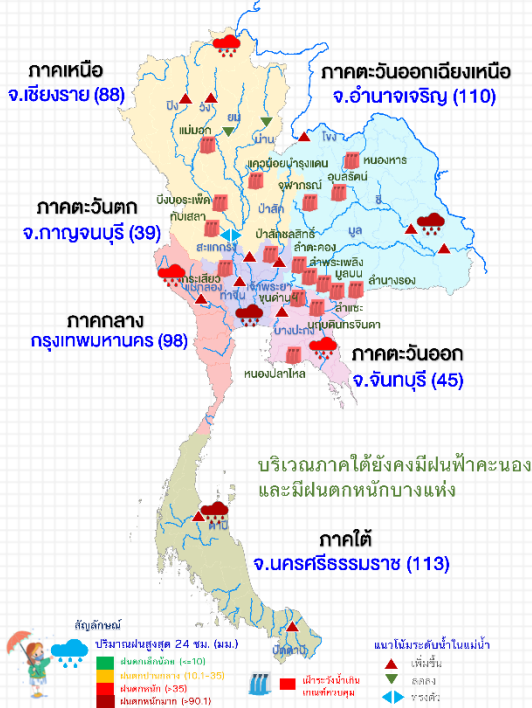 ภาคเหนือ
จ.เชียงราย (88)
ภาคตะวันออกเฉียงเหนือ
จ.อำนาจเจริญ (110)
ปิง
วัง
ยม
น่าน
แม่มอก
โขง
แควน้อยบำรุงแดน
หนองหาร
จุฬาภรณ์
อุบลรัตน์
ชี
ภาคตะวันตก
จ.กาญจนบุรี (39)
บึงบอระเพ็ด
ทับเสลา
ป่าสัก
มูล
สะแกกรัง
ป่าสักชลสิทธิ์
ลำตะคอง
ลำพระเพลิง
มูลบน
ลำนางรอง
กระเสียว
แม่กลอง
เจ้าพระยา
ท่าจีน
ขุนด่านฯ
ลำแชะ
นฤบดินทรจินดา
บางปะกง
ภาคกลาง
กรุงเทพมหานคร (98)
ภาคตะวันออก
จ.จันทบุรี (45)
หนองปลาไหล
บริเวณภาคใต้ยังคงมีฝนฟ้าคะนอง
และมีฝนตกหนักบางแห่ง
ตาปี
ภาคใต้
จ.นครศรีธรรมราช (113)
ปัตตานี
สัญลักษณ์
ปริมาณฝนสูงสุด 24 ชม. (มม.)
ฝนตกเล็กน้อย (<=10)
ฝนตกปานกลาง (10.1-35)
ฝนตกหนัก (>35)
ฝนตกหนักมาก (>90.1)
เฝ้าระวังน้ำเกิน
เกณฑ์ควบคุม
แนวโน้มระดับน้ำในแม่น้ำ
เพิ่มขึ้น
ลดลง
ทรงตัว